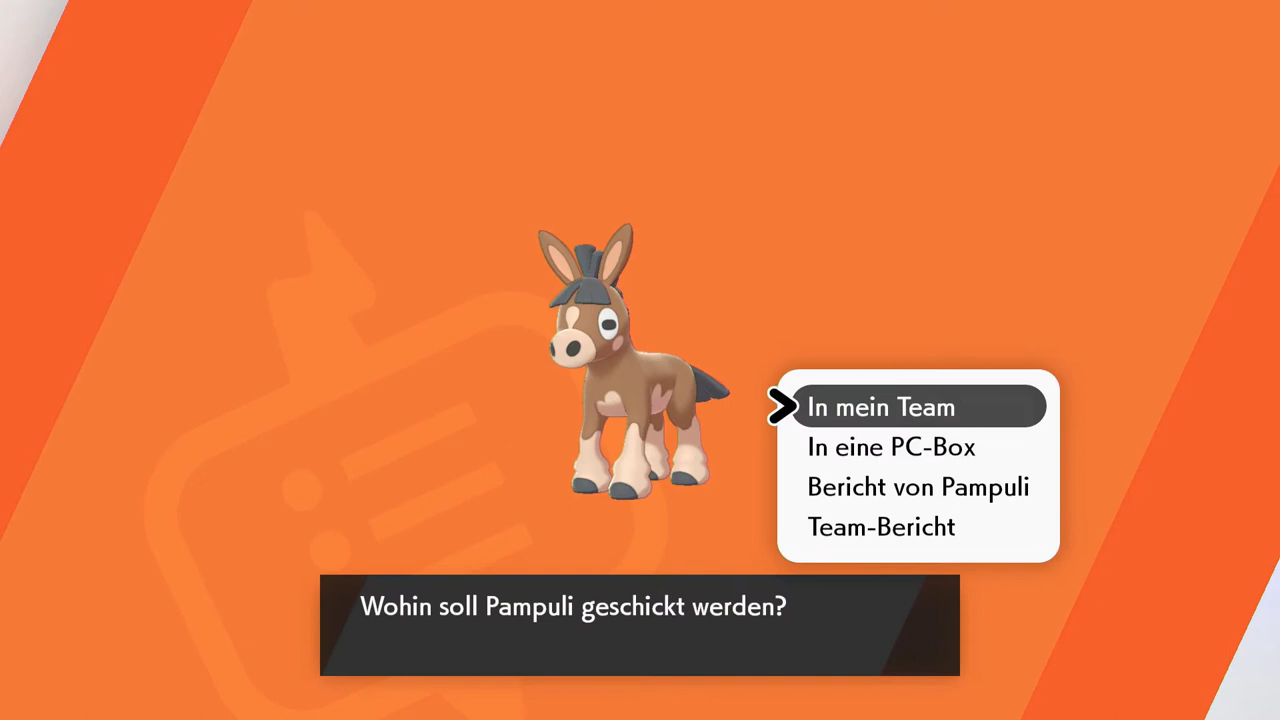 In mein Team
In eine PC-Box
Bericht von Pampuli
Team-Bericht
Wohin soll Pampuli geschickt werden?